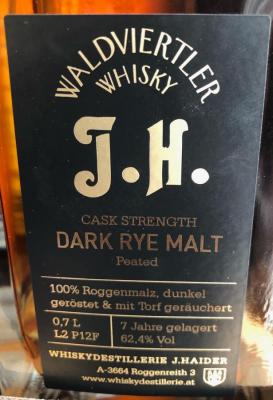 WALDVIERTLER
WHISKY
J.H.
CASK STRENGTH
DARK RYE MALT
Peated
100% Roggenmalz, dunkel
geröstet & mit Torf geräuchert
0,7 L
L2 P12F
7 Jahre gelagert
62,4% Vol
WHISKYDESTILLERIE J.HAIDER
A-3664 Roggenreith 3
www.whiskydestillerie.at